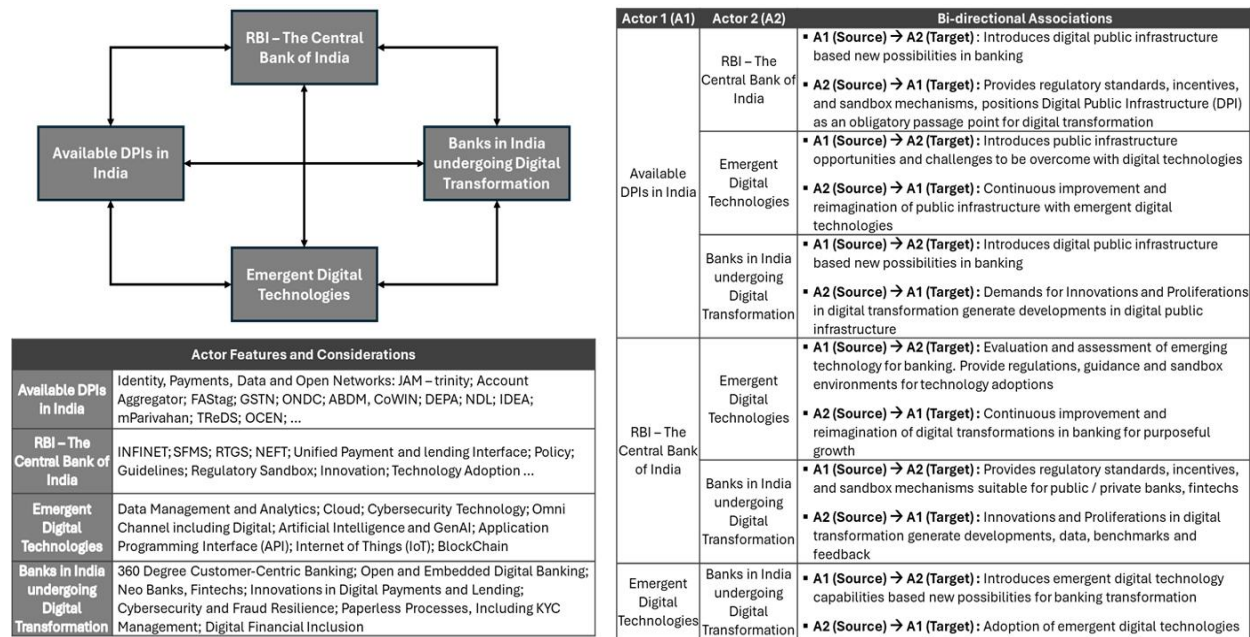 RBI – The Central
Bank of India
Available DPIs in
India
Banks in India
undergoing Digital
Transformation
Emergent Digital
Technologies
Actor Features and Considerations
Available DPIs
in India
Identity, Payments, Data and Open Networks: JAM – trinity; Account
Aggregator; FAStag; GSTN; ONDC; ABDM, CoWIN; DEPA; NDL; IDEA;
mParivahan; TReDS; OCEN; ...
RBI – The
Central Bank of
India
INFINET; SFMS; RTGS; NEFT; Unified Payment and lending Interface; Policy;
Guidelines; Regulatory Sandbox; Innovation; Technology Adoption ...
Emergent
Digital
Technologies
Data Management and Analytics; Cloud; Cybersecurity Technology; Omni
Channel including Digital; Artificial Intelligence and GenAI; Application
Programming Interface (API); Internet of Things (IoT); BlockChain
Banks in India
undergoing
Digital
Transformation
360 Degree Customer-Centric Banking; Open and Embedded Digital Banking;
Neo Banks, Fintechs; Innovations in Digital Payments and Lending;
Cybersecurity and Fraud Resilience; Paperless Processes, Including KYC
Management; Digital Financial Inclusion
Actor 1 (A1) Actor 2 (A2) Bi-directional Associations
Available
DPIs in India
RBI – The
Central Bank of
India
▪ A1 (Source) → A2 (Target) : Introduces digital public infrastructure
based new possibilities in banking
▪ A2 (Source) → A1 (Target) : Provides regulatory standards, incentives,
and sandbox mechanisms, positions Digital Public Infrastructure (DPI)
as an obligatory passage point for digital transformation
Emergent
Digital
Technologies
▪ A1 (Source) → A2 (Target) : Introduces public infrastructure
opportunities and challenges to be overcome with digital technologies
▪ A2 (Source) → A1 (Target) : Continuous improvement and
reimagination of public infrastructure with emergent digital
technologies
Banks in India
undergoing
Digital
Transformation
▪ A1 (Source) → A2 (Target) : Introduces digital public infrastructure
based new possibilities in banking
▪ A2 (Source) → A1 (Target) : Demands for Innovations and Proliferations
in digital transformation generate developments in digital public
infrastructure
RBI – The
Central Bank
of India
Emergent
Digital
Technologies
▪ A1 (Source) → A2 (Target) : Evaluation and assessment of emerging
technology for banking. Provide regulations, guidance and sandbox
environments for technology adoptions
▪ A2 (Source) → A1 (Target) : Continuous improvement and
reimagination of digital transformations in banking for purposeful
growth
Banks in India
undergoing
Digital
Transformation
▪ A1 (Source) → A2 (Target) : Provides regulatory standards, incentives,
and sandbox mechanisms suitable for public / private banks, fintechs
▪ A2 (Source) → A1 (Target) : Innovations and Proliferations in digital
transformation generate developments, data, benchmarks and
feedback
Emergent
Digital
Technologies
Banks in India
undergoing
Digital
Transformation
▪ A1 (Source) → A2 (Target) : Introduces emergent digital technology
capabilities based new possibilities for banking transformation
▪ A2 (Source) → A1 (Target) : Adoption of emergent digital technologies